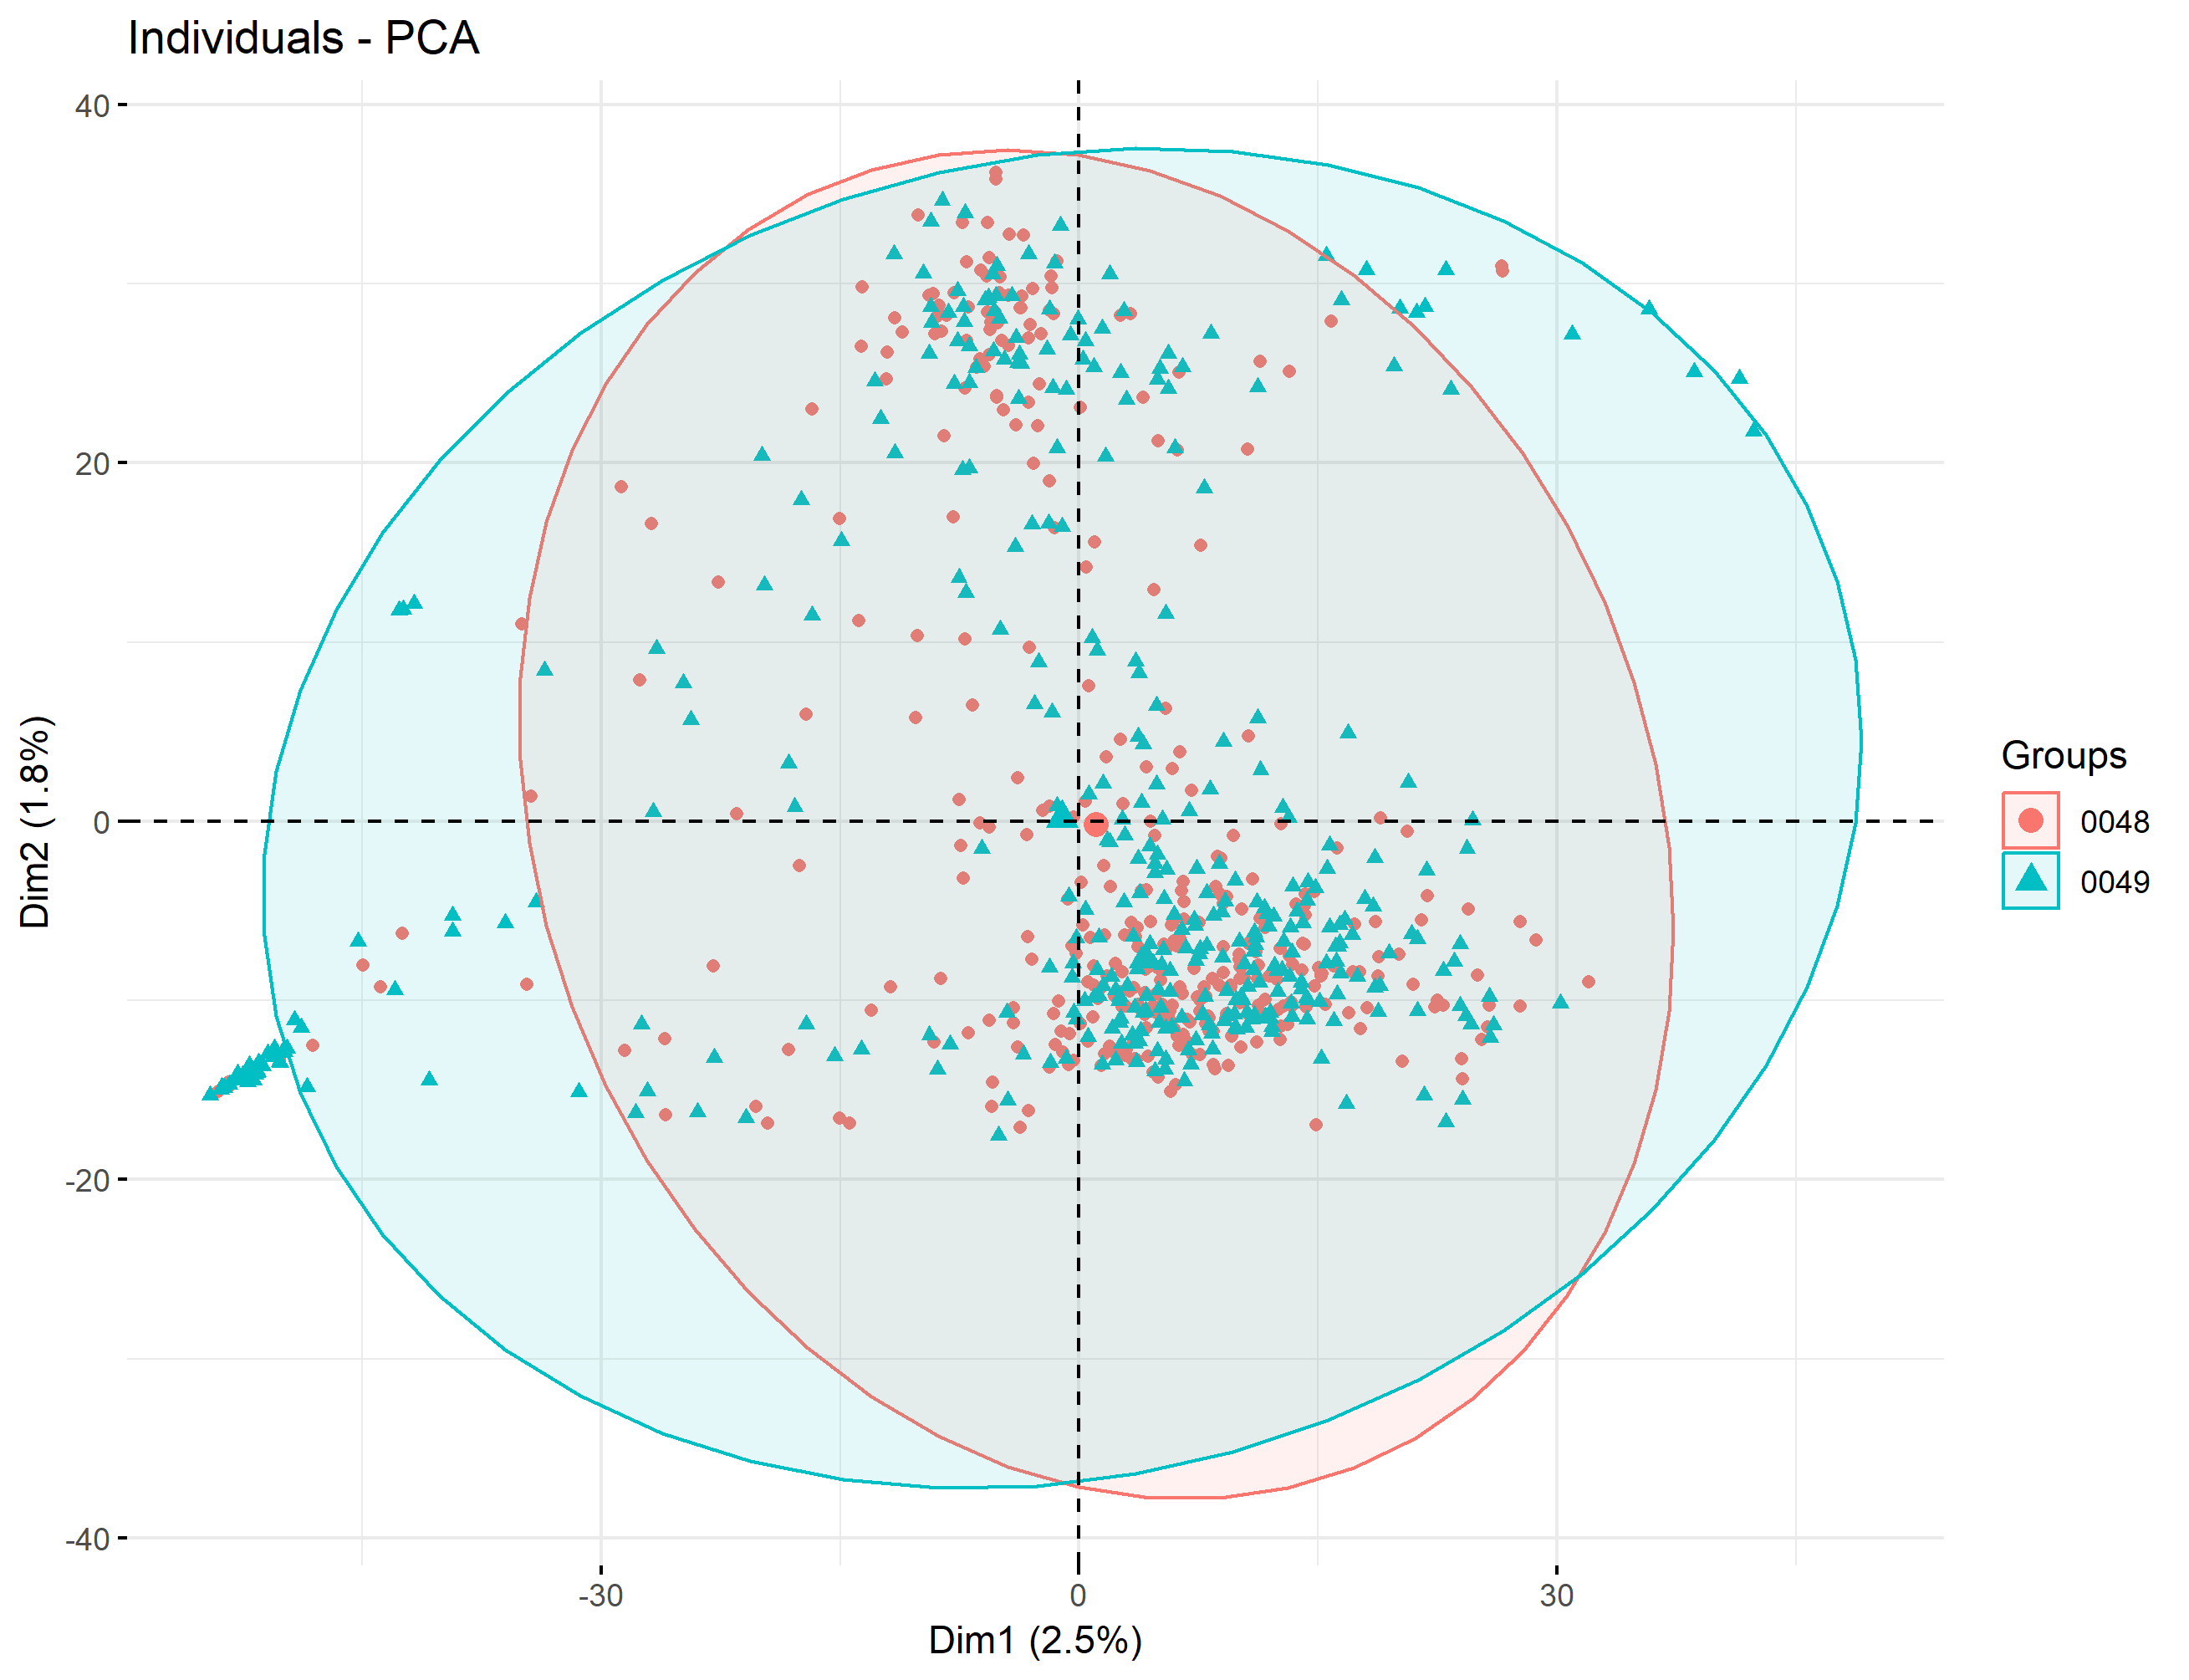 Individuals - PCA
40
20
0
-20
-40
-30
0
30
Dim2 (1.8%)
Dim1 (2.5%)
Groups
0048
0049